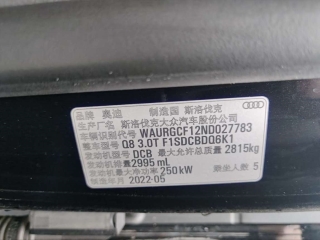 品牌 奥迪 制造国 斯洛伐克
生产厂名 斯洛伐克大众汽车股份公司
车辆识别代号 WAURGCF12ND027783
整车型号 Q8 3.0T F1SDCBDQ6K1
发动机型号 DCB 最大允许总质量 2815kg
发动机排量 2995 mL
发动机最大净功率 250kW 乘坐人数 5
制造年月 2022-05